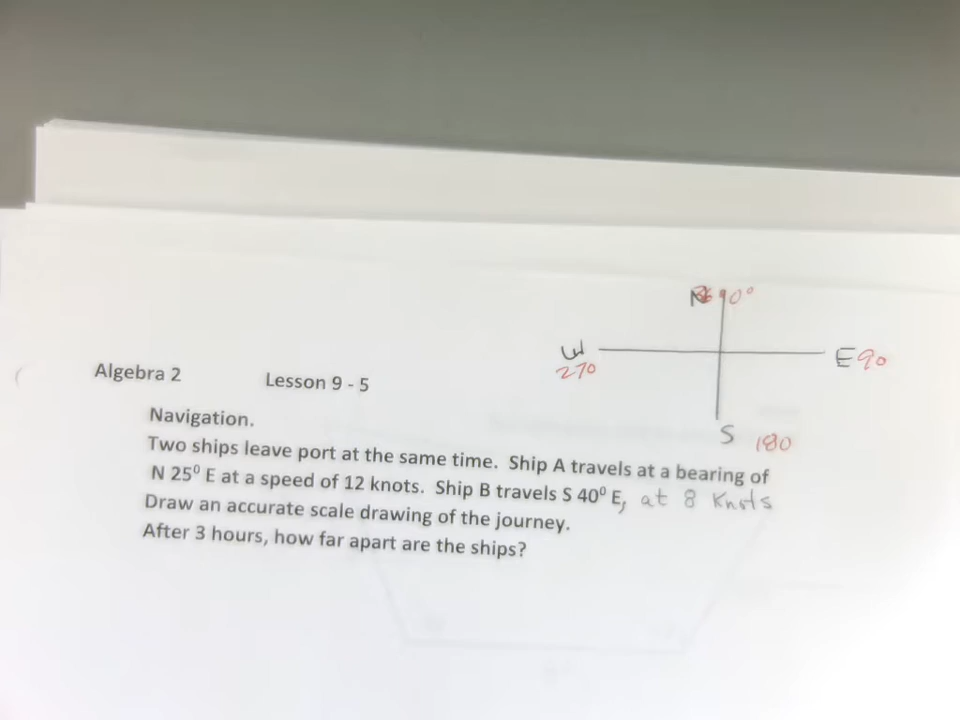 N 90°
W
E 90
270
Algebra 2 Lesson 9 - 5
S 180
Navigation.
Two ships leave port at the same time. Ship A travels at a bearing of
N 25⁰ E at a speed of 12 knots. Ship B travels S 40⁰ E, at 8 Knots
Draw an accurate scale drawing of the journey.
After 3 hours, how far apart are the ships?